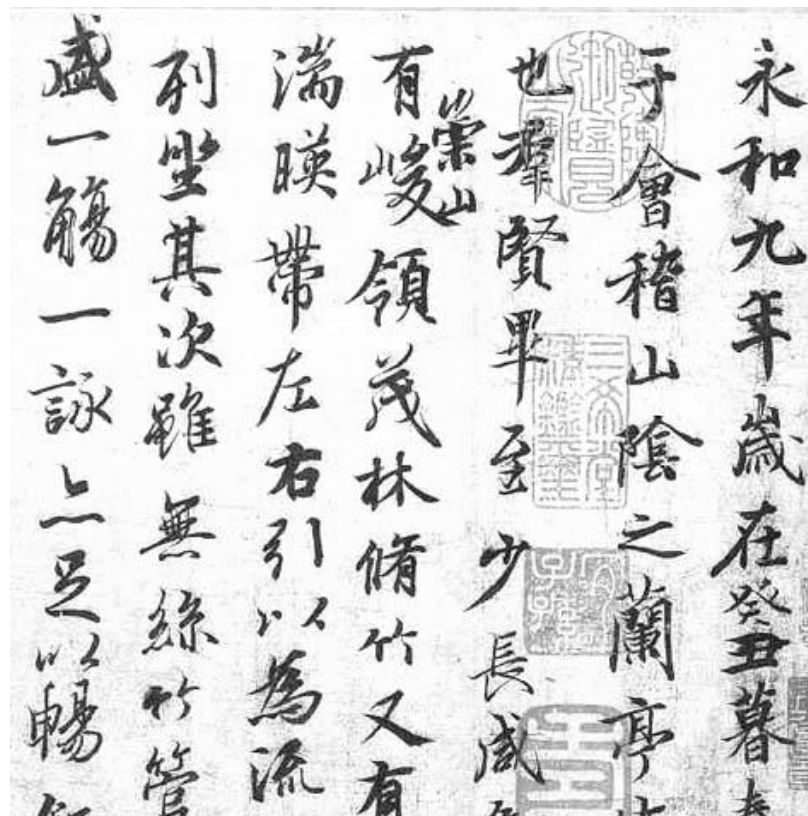 永和九年歲在癸丑暮春
于會稽山陰之蘭亭
也羣賢畢至少長咸
有崇山峻領茂林脩竹又有
湍暎帶左右引以為流
列坐其次雖無絲竹管
盛一觴一詠亦足以暢